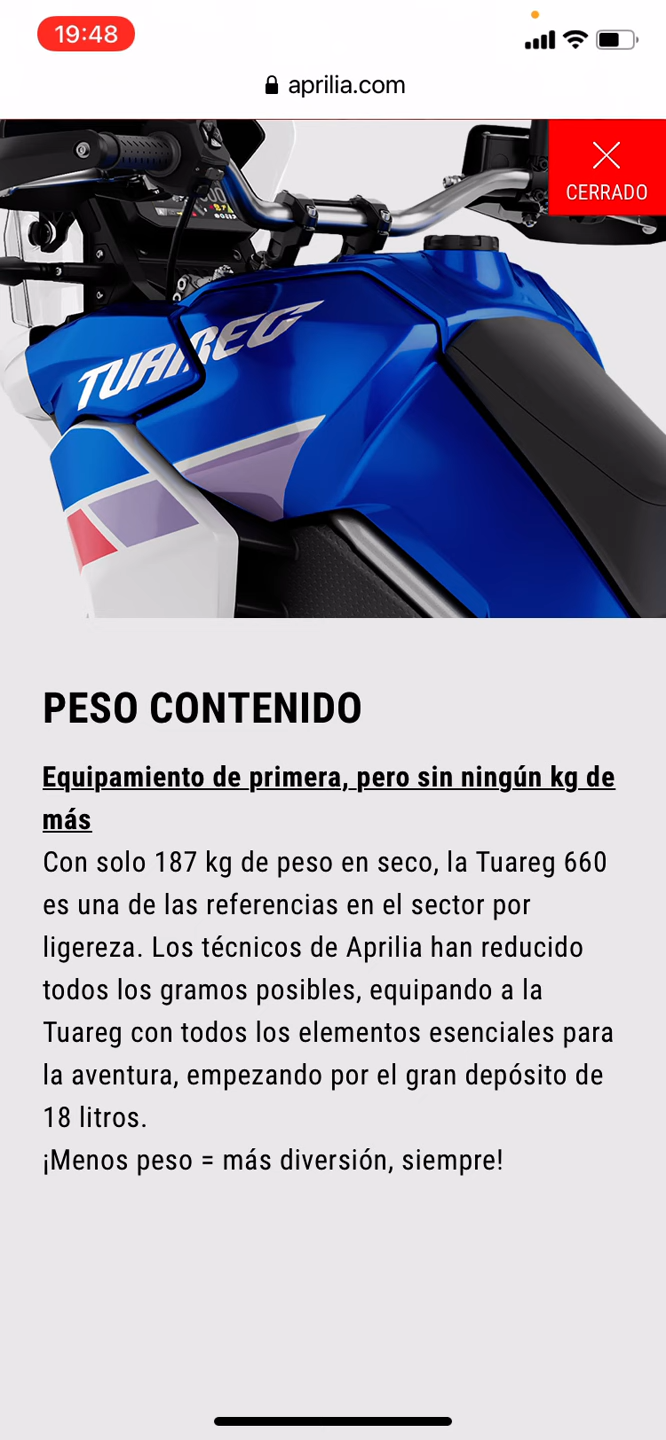 19:48
aprilia.com
CERRADO
TUAREG
PESO CONTENIDO
Equipamiento de primera, pero sin ningún kg de
más
Con solo 187 kg de peso en seco, la Tuareg 660
es una de las referencias en el sector por
ligereza. Los técnicos de Aprilia han reducido
todos los gramos posibles, equipando a la
Tuareg con todos los elementos esenciales para
la aventura, empezando por el gran depósito de
18 litros.
¡Menos peso = más diversión, siempre!